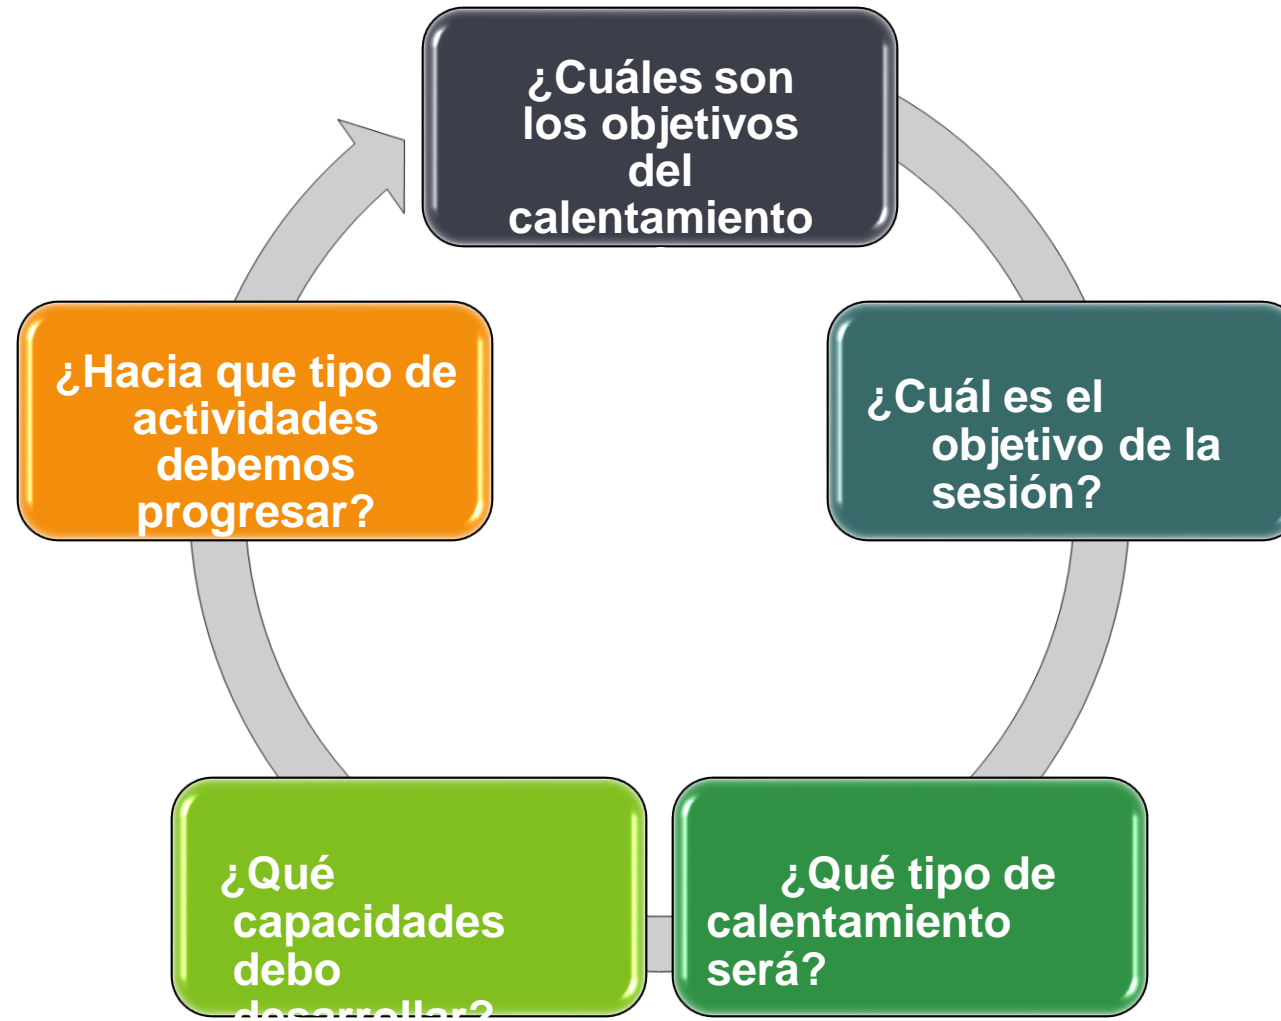 ¿Cuáles son
los objetivos
del
calentamiento
¿Cuál es el
objetivo de la
sesión?
¿Qué tipo de
calentamiento
será?
¿Qué
capacidades
debo
desarrollar?
¿Hacia que tipo de
actividades
debemos
progresar?